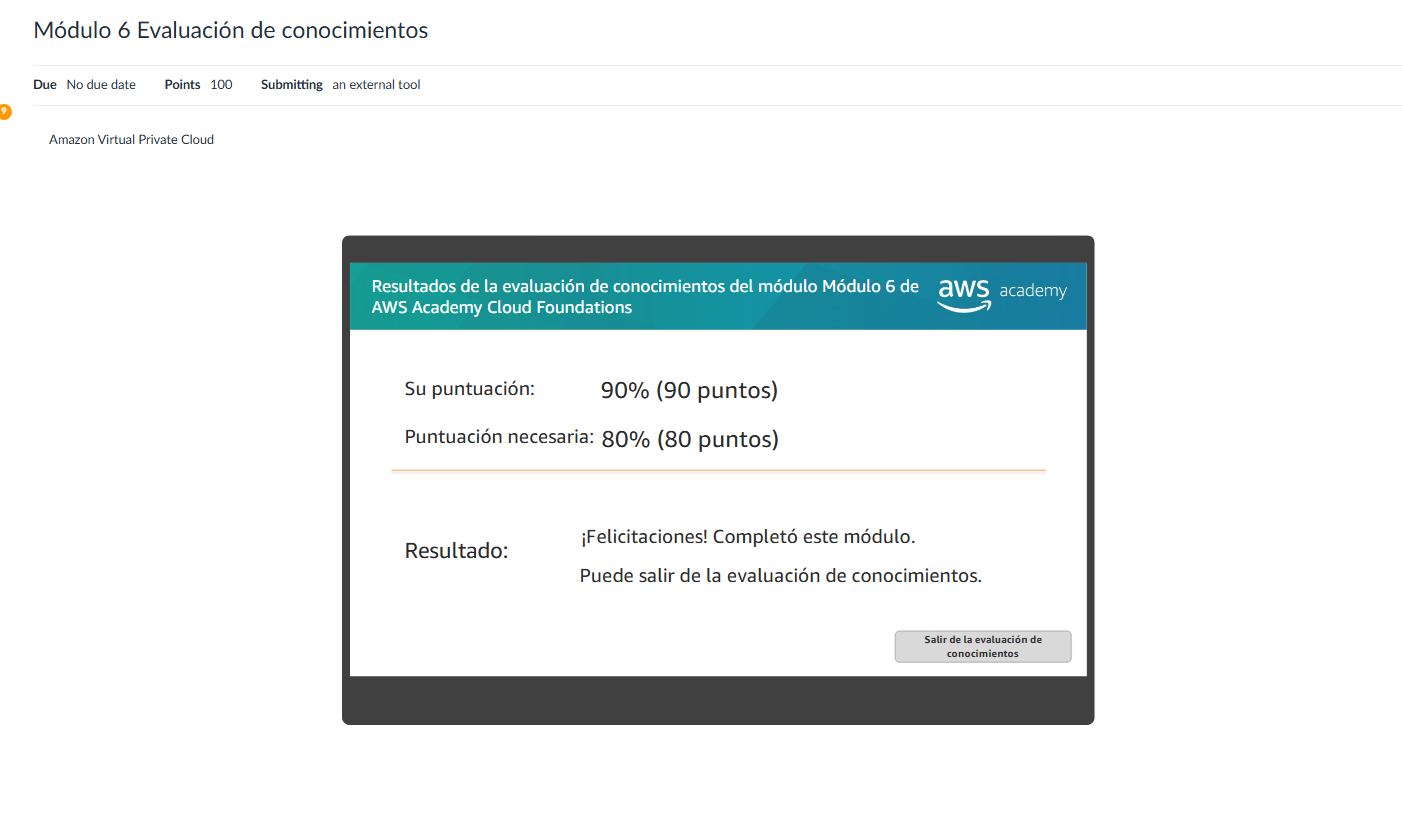 Módulo 6 Evaluación de conocimientos
Due No due date Points 100 Submitting an external tool
9
Amazon Virtual Private Cloud
Resultados de la evaluación de conocimientos del módulo Módulo 6 de
AWS Academy Cloud Foundations
aws academy
Su puntuación: 90% (90 puntos)
Puntuación necesaria: 80% (80 puntos)
Resultado:
¡Felicitaciones! Completó este módulo.
Puede salir de la evaluación de conocimientos.
Salir de la evaluación de
conocimientos